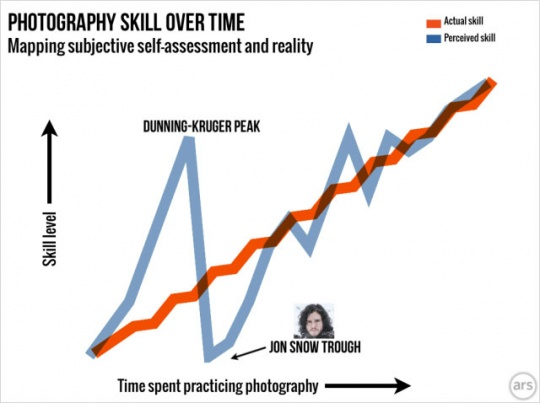 PHOTOGRAPHY SKILL OVER TIME
Mapping subjective self-assessment and reality
Actual skill
Perceived skill
DUNNING-KRUGER PEAK
Skill level
JON SNOW TROUGH
Time spent practicing photography
ars